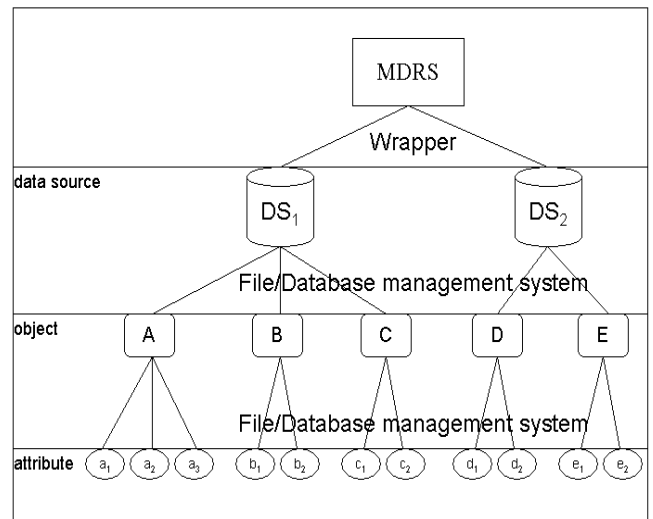 MDRS
Wrapper
data source
DS₁ DS₂
File/Database management system
object
A B C D E
File/Database management system
attribute a₁ a₂ a₃ b₁ b₂ c₁ c₂ d₁ d₂ e₁ e₂